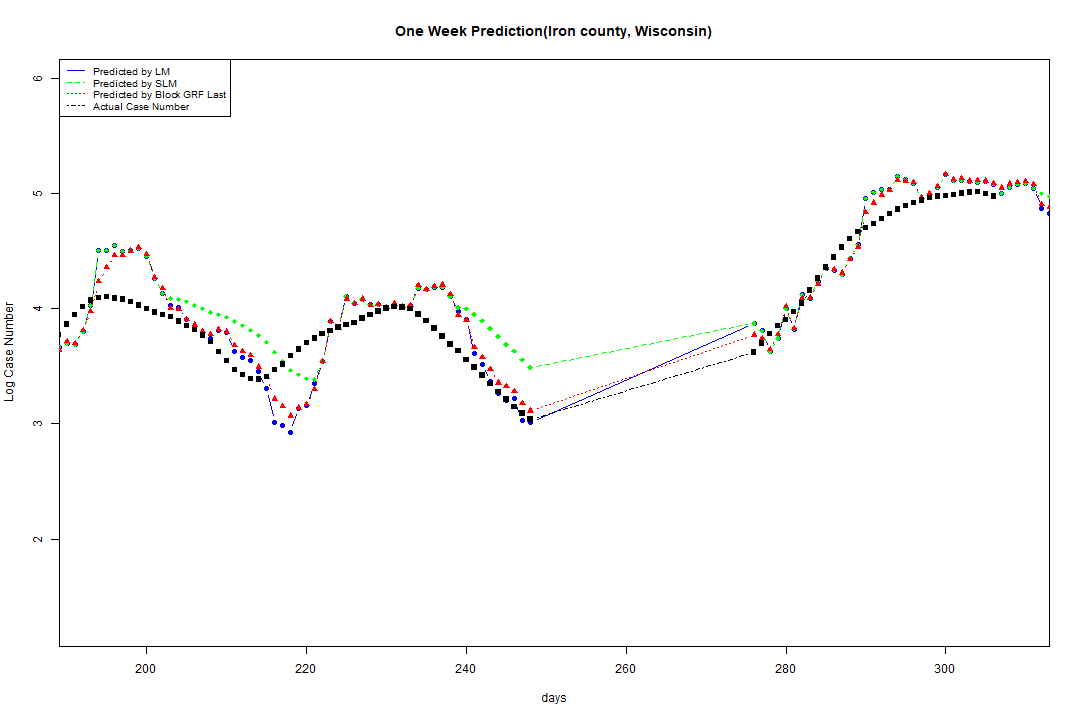 One Week Prediction(Iron county, Wisconsin)
Predicted by LM
Predicted by SLM
Predicted by Block GRF Last
Actual Case Number
6
5
4
3
2
Log Case Number
200 220 240 260 280 300
days